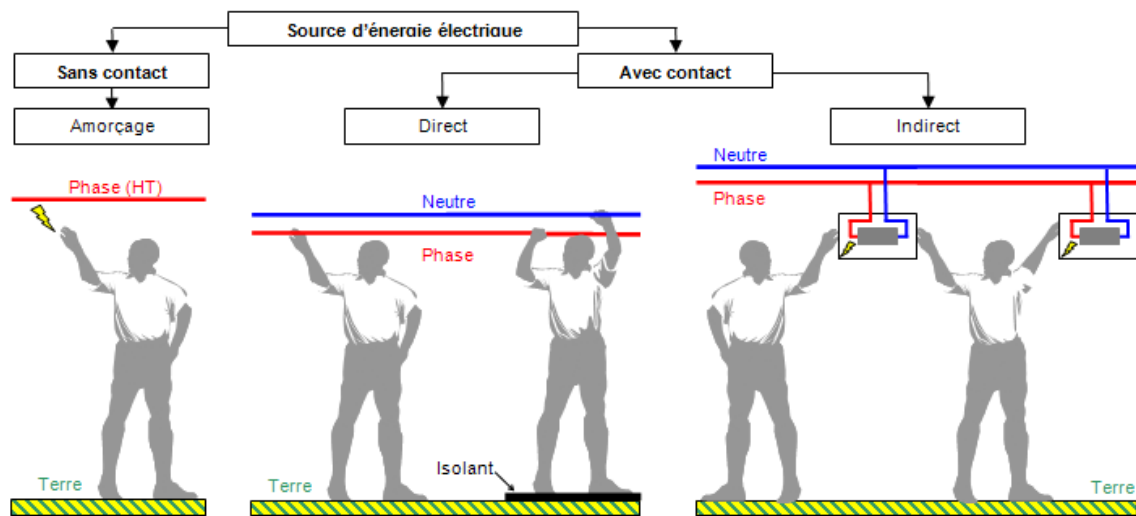 Source d'énergie électrique
Sans contact
Avec contact
Amorçage
Direct
Indirect
Phase (HT)
Neutre
Phase
Neutre
Phase
Isolant
Terre
Terre
Terre